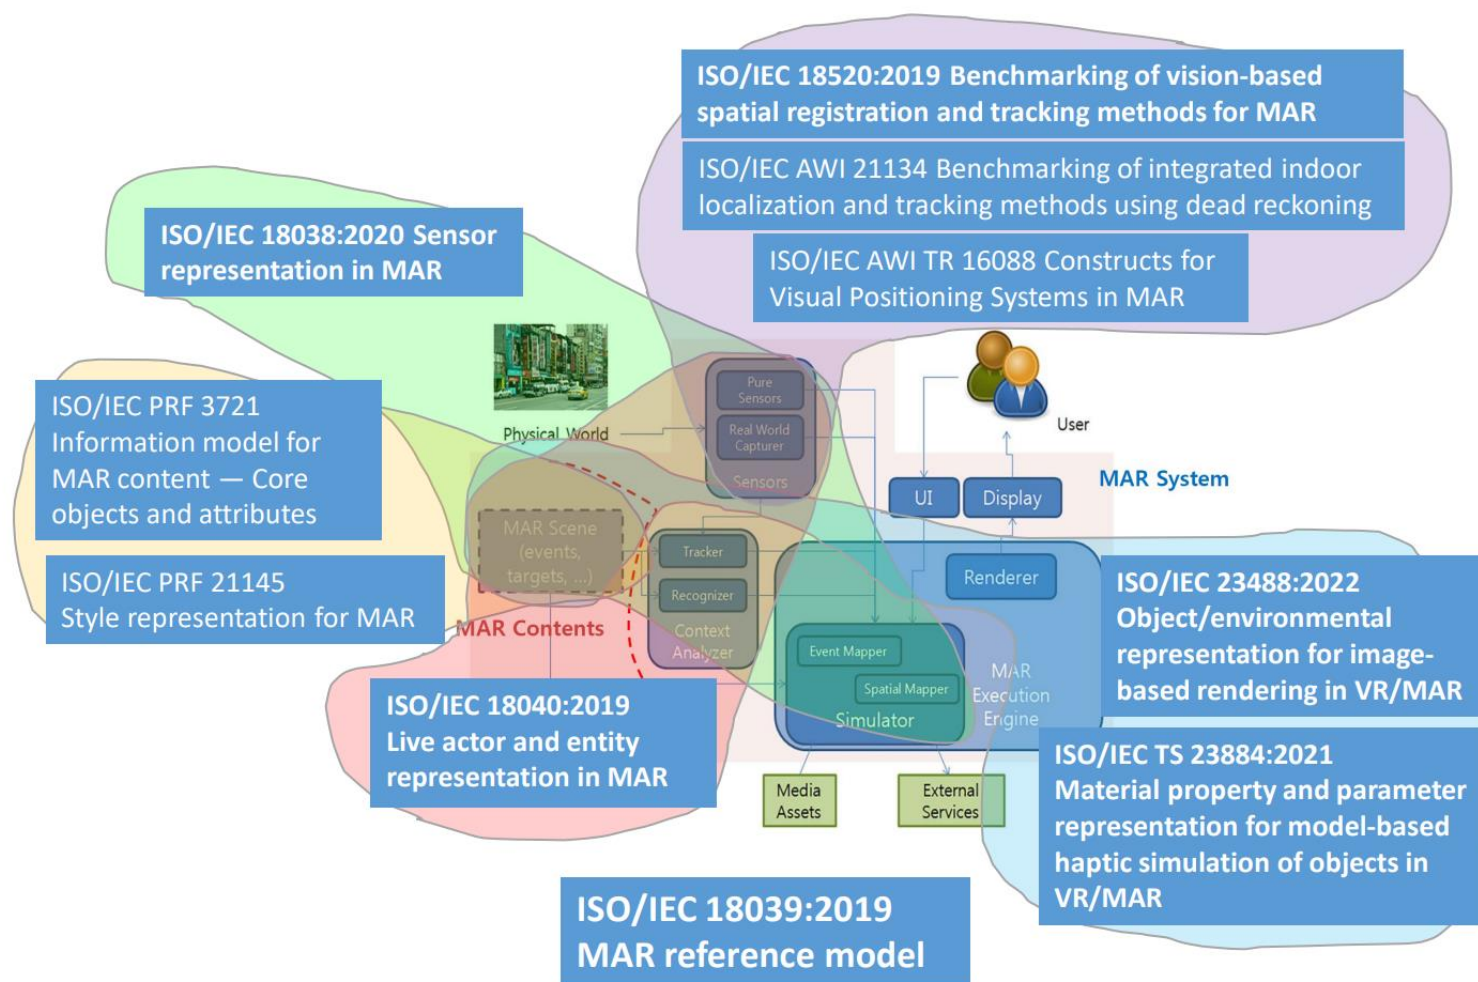 ISO/IEC 18520:2019 Benchmarking of vision-based
spatial registration and tracking methods for MAR
ISO/IEC AWI 21134 Benchmarking of integrated indoor
localization and tracking methods using dead reckoning
ISO/IEC AWI TR 16088 Constructs for
Visual Positioning Systems in MAR
ISO/IEC 18038:2020 Sensor
representation in MAR
ISO/IEC PRF 3721
Information model for
MAR content — Core
objects and attributes
ISO/IEC PRF 21145
Style representation for MAR
Physical World
Pure
Sensors
Real World
Capturer
Sensors
User
MAR System
UI
Display
MAR Scene
(events,
targets, ...)
MAR Contents
Tracker
Recognizer
Context
Analyzer
Renderer
Event Mapper
Spatial Mapper
Simulator
MAR
Execution
Engine
Media
Assets
External
Services
ISO/IEC 18040:2019
Live actor and entity
representation in MAR
ISO/IEC 23488:2022
Object/environmental
representation for image-
based rendering in VR/MAR
ISO/IEC TS 23884:2021
Material property and parameter
representation for model-based
haptic simulation of objects in
VR/MAR
ISO/IEC 18039:2019
MAR reference model